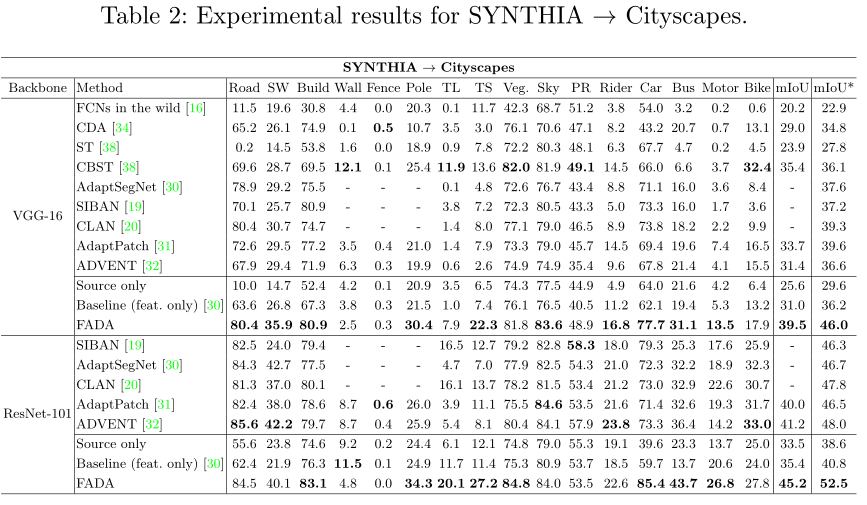 Table 2: Experimental results for SYNTHIA → Cityscapes.
SYNTHIA → Cityscapes
Backbone Method Road SW Build Wall Fence Pole TL TS Veg. Sky PR Rider Car Bus Motor Bike mIoU mIoU*
FCNs in the wild [16] 11.5 19.6 30.8 4.4 0.0 20.3 0.1 11.7 42.3 68.7 51.2 3.8 54.0 3.2 0.2 0.6 20.2 22.9
CDA [34] 65.2 26.1 74.9 0.1 0.5 10.7 3.5 3.0 76.1 70.6 47.1 8.2 43.2 20.7 0.7 13.1 29.0 34.8
ST [38] 0.2 14.5 53.8 1.6 0.0 18.9 0.9 7.8 72.2 80.3 48.1 6.3 67.7 4.7 0.2 4.5 23.9 27.8
CBST [38] 69.6 28.7 69.5 12.1 0.1 25.4 11.9 13.6 82.0 81.9 49.1 14.5 66.0 6.6 3.7 32.4 35.4 36.1
AdaptSegNet [30] 78.9 29.2 75.5 - - - 0.1 4.8 72.6 76.7 43.4 8.8 71.1 16.0 3.6 8.4 - 37.6
SIBAN [19] 70.1 25.7 80.9 - - - 3.8 7.2 72.3 80.5 43.3 5.0 73.3 16.0 1.7 3.6 - 37.2
VGG-16
CLAN [20] 80.4 30.7 74.7 - - - 1.4 8.0 77.1 79.0 46.5 8.9 73.8 18.2 2.2 9.9 - 39.3
AdaptPatch [31] 72.6 29.5 77.2 3.5 0.4 21.0 1.4 7.9 73.3 79.0 45.7 14.5 69.4 19.6 7.4 16.5 33.7 39.6
ADVENT [32] 67.9 29.4 71.9 6.3 0.3 19.9 0.6 2.6 74.9 74.9 35.4 9.6 67.8 21.4 4.1 15.5 31.4 36.6
Source only 10.0 14.7 52.4 4.2 0.1 20.9 3.5 6.5 74.3 77.5 44.9 4.9 64.0 21.6 4.2 6.4 25.6 29.6
Baseline (feat. only) [30] 63.6 26.8 67.3 3.8 0.3 21.5 1.0 7.4 76.1 76.5 40.5 11.2 62.1 19.4 5.3 13.2 31.0 36.2
FADA 80.4 35.9 80.9 2.5 0.3 30.4 7.9 22.3 81.8 83.6 48.9 16.8 77.7 31.1 13.5 17.9 39.5 46.0
SIBAN [19] 82.5 24.0 79.4 - - - 16.5 12.7 79.2 82.8 58.3 18.0 79.3 25.3 17.6 25.9 - 46.3
AdaptSegNet [30] 84.3 42.7 77.5 - - - 4.7 7.0 77.9 82.5 54.3 21.0 72.3 32.2 18.9 32.3 - 46.7
CLAN [20] 81.3 37.0 80.1 - - - 16.1 13.7 78.2 81.5 53.4 21.2 73.0 32.9 22.6 30.7 - 47.8
ResNet-101 AdaptPatch [31] 82.4 38.0 78.6 8.7 0.6 26.0 3.9 11.1 75.5 84.6 53.5 21.6 71.4 32.6 19.3 31.7 40.0 46.5
ADVENT [32] 85.6 42.2 79.7 8.7 0.4 25.9 5.4 8.1 80.4 84.1 57.9 23.8 73.3 36.4 14.2 33.0 41.2 48.0
Source only 55.6 23.8 74.6 9.2 0.2 24.4 6.1 12.1 74.8 79.0 55.3 19.1 39.6 23.3 13.7 25.0 33.5 38.6
Baseline (feat. only) [30] 62.4 21.9 76.3 11.5 0.1 24.9 11.7 11.4 75.3 80.9 53.7 18.5 59.7 13.7 20.6 24.0 35.4 40.8
FADA 84.5 40.1 83.1 4.8 0.0 34.3 20.1 27.2 84.8 84.0 53.5 22.6 85.4 43.7 26.8 27.8 45.2 52.5